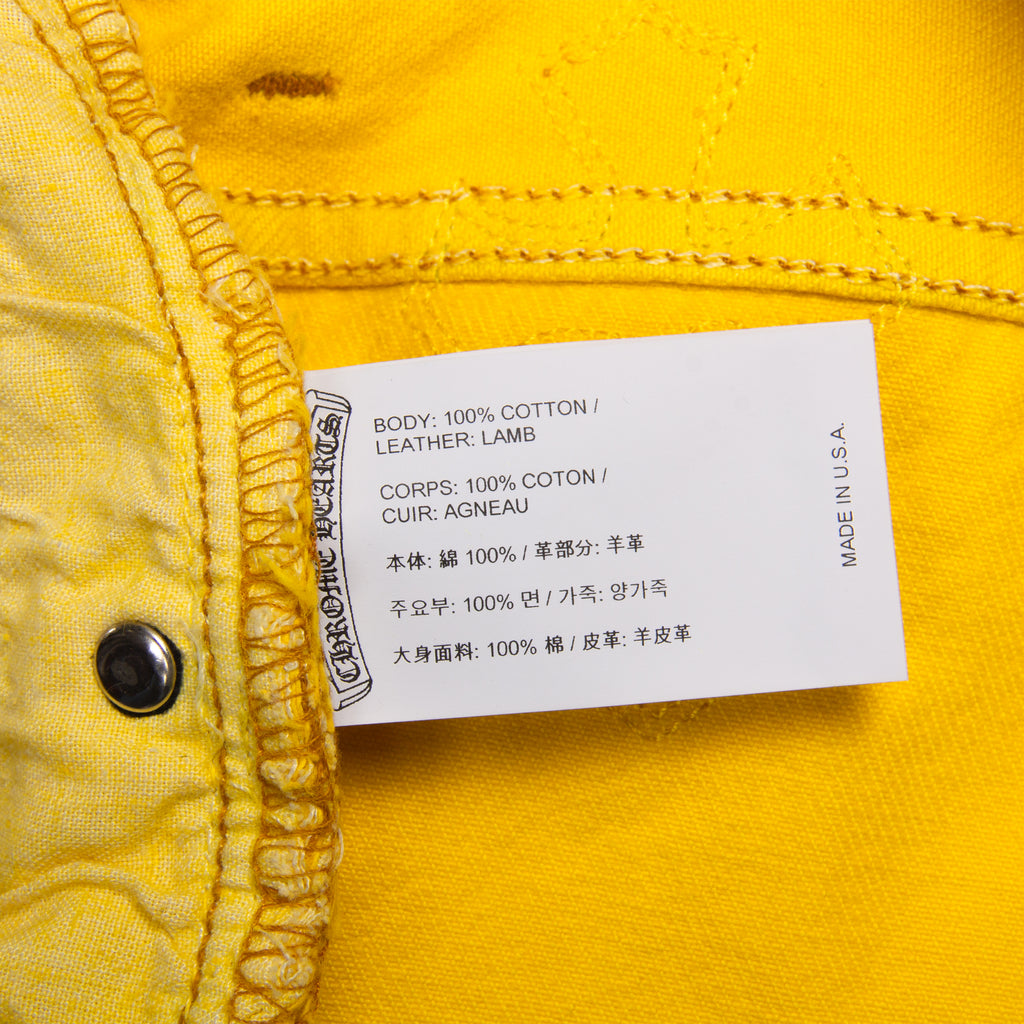 CHROME HEARTS
BODY: 100% COTTON /
LEATHER: LAMB
CORPS: 100% COTON /
CUIR: AGNEAU
本体: 綿 100% / 革部分: 羊革
주요부: 100% 면 / 가죽: 양가죽
大身面料: 100% 棉 / 皮革: 羊皮革
MADE IN U.S.A.